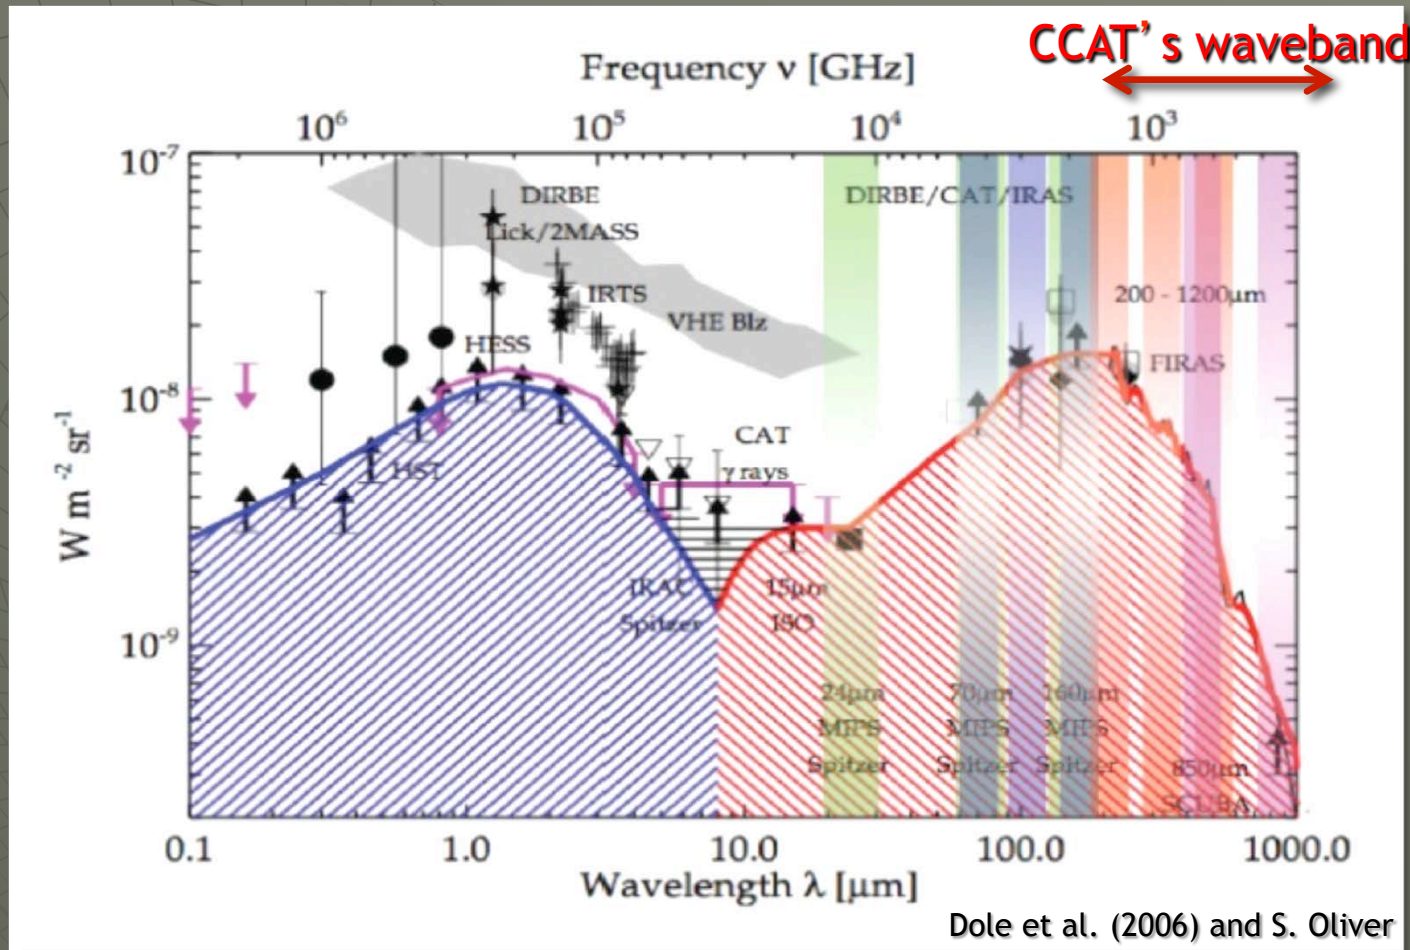 CCAT’s waveband
Frequency ν [GHz]
10⁶ 10⁵ 10⁴ 10³
10⁻⁷
DIRBE
DIRBE/CAT/IRAS
Lick/2MASS
IRTS
200 - 1200µm
VHE Blz
HESS
FIRAS
10⁻⁸
CAT
γ rays
HST
W m⁻² sr⁻¹
IRAC
Spitzer
15µm
ISO
10⁻⁹
24µm
MIPS
Spitzer
70µm
MIPS
Spitzer
160µm
MIPS
Spitzer
850µm
SCUBA
0.1 1.0 10.0 100.0 1000.0
Wavelength λ [µm]
Dole et al. (2006) and S. Oliver